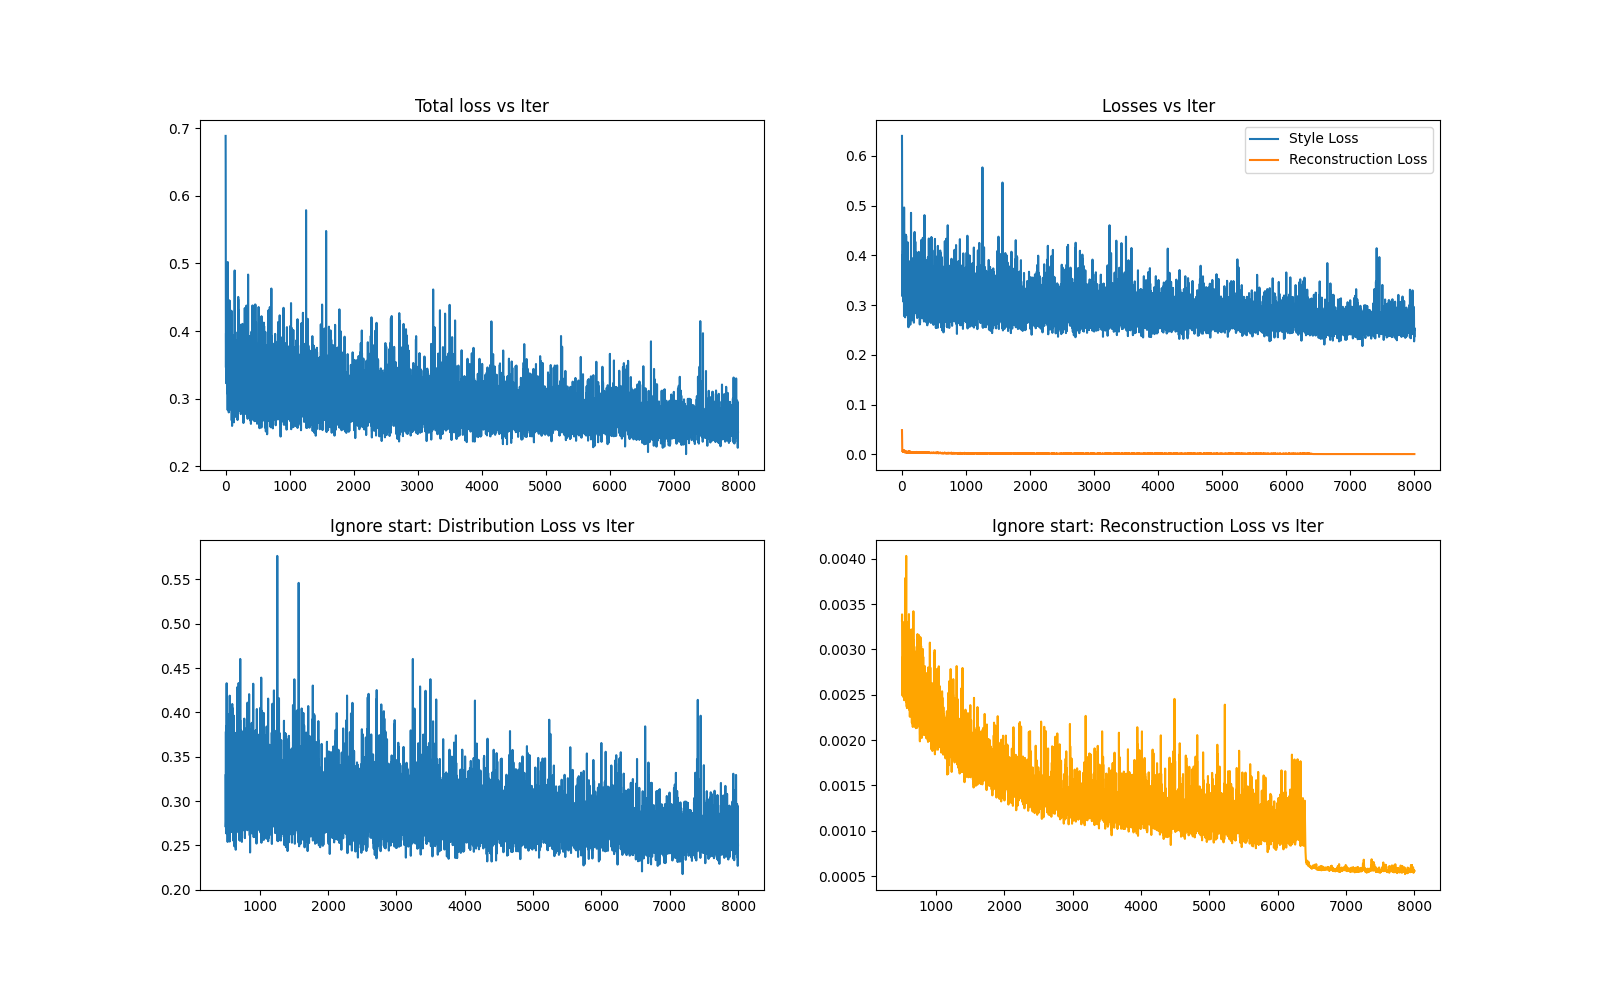 Total loss vs Iter
0.7
0.6
0.5
0.4
0.3
0.2
0 1000 2000 3000 4000 5000 6000 7000 8000
Losses vs Iter
Style Loss
Reconstruction Loss
0.6
0.5
0.4
0.3
0.2
0.1
0.0
0 1000 2000 3000 4000 5000 6000 7000 8000
Ignore start: Distribution Loss vs Iter
0.55
0.50
0.45
0.40
0.35
0.30
0.25
0.20
1000 2000 3000 4000 5000 6000 7000 8000
Ignore start: Reconstruction Loss vs Iter
0.0040
0.0035
0.0030
0.0025
0.0020
0.0015
0.0010
0.0005
1000 2000 3000 4000 5000 6000 7000 8000